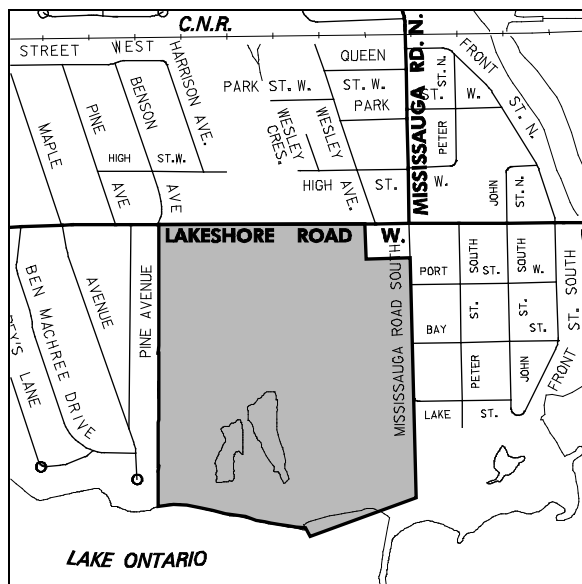 C.N.R.
STREET WEST
HARRISON AVE.
QUEEN
FRONT ST. N.
MISSISSAUGA RD. N.
PARK ST. W.
ST. W.
PARK
ST. N.
ST. W.
MAPLE
PINE
BENSON
WESLEY CRES.
WESLEY
PETER
HIGH ST.W.
HIGH ST. W.
AVE
AVE
AVE.
JOHN
ST. N.
LAKESHORE ROAD W.
BEN MACHREE DRIVE
AVENUE
PINE AVENUE
MISSISSAUGA ROAD SOUTH
PORT ST. W.
SOUTH
SOUTH
BAY ST.
ST.
ST.
PETER
JOHN
FRONT ST. SOUTH
LANE
LAKE ST.
LAKE ONTARIO